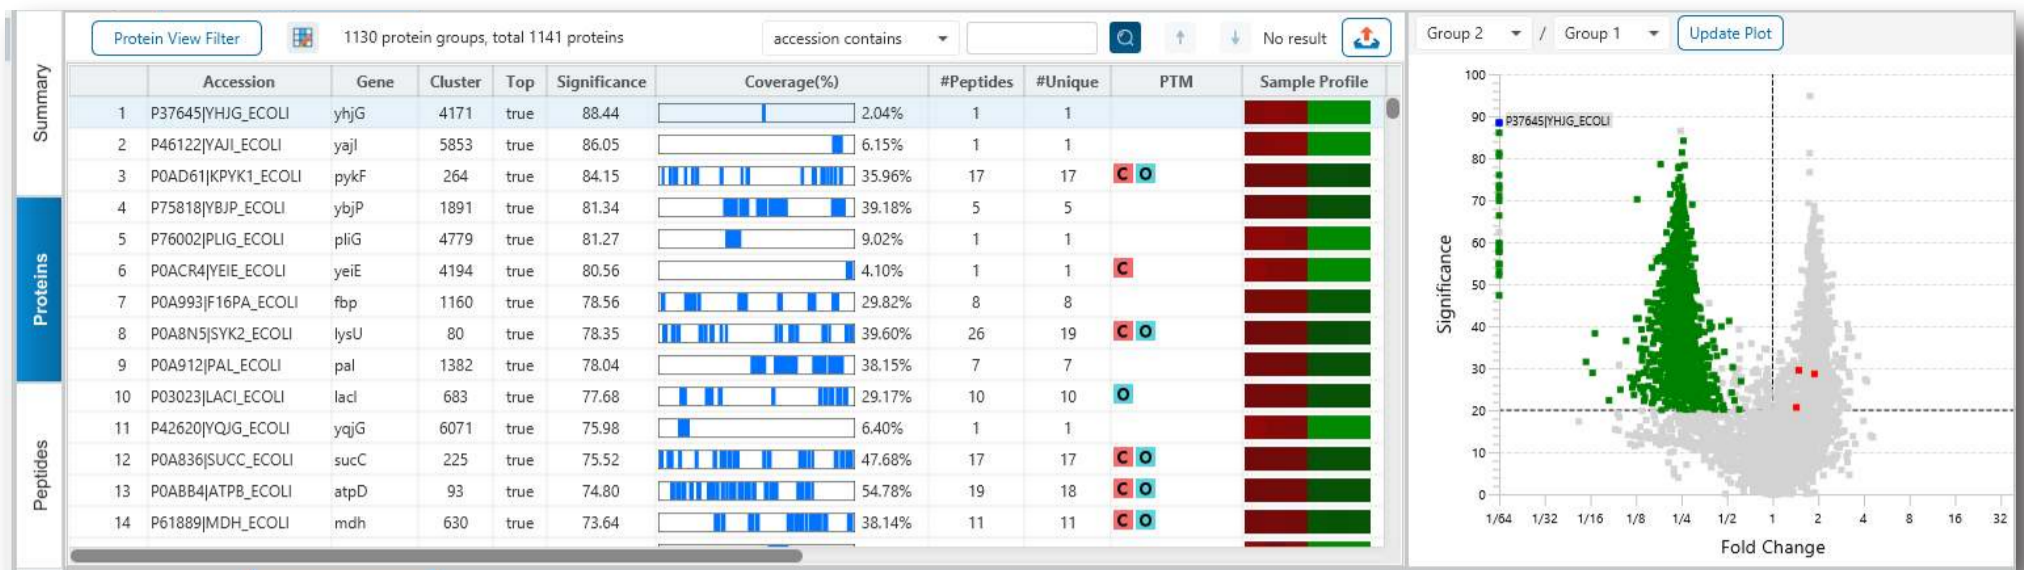 Summary
Proteins
Peptides
Protein View Filter 1130 protein groups, total 1141 proteins accession contains No result
Accession Gene Cluster Top Significance Coverage(%) #Peptides #Unique PTM Sample Profile
1 P37645|YHJG_ECOLI yhjG 4171 true 88.44 2.04% 1 1
2 P46122|YAJI_ECOLI yajI 5853 true 86.05 6.15% 1 1
3 P0AD61|KPYK1_ECOLI pykF 264 true 84.15 35.96% 17 17 C O
4 P75818|YBJP_ECOLI ybjP 1891 true 81.34 39.18% 5 5
5 P76002|PLIG_ECOLI pliG 4779 true 81.27 9.02% 1 1
6 P0ACR4|YEIE_ECOLI yeiE 4194 true 80.56 4.10% 1 1 C
7 P0A993|F16PA_ECOLI fbp 1160 true 78.56 29.82% 8 8
8 P0A8N5|SYK2_ECOLI lysU 80 true 78.35 39.60% 26 19 C O
9 P0A912|PAL_ECOLI pal 1382 true 78.04 38.15% 7 7
10 P03023|LACI_ECOLI lacI 683 true 77.68 29.17% 10 10 O
11 P42620|YQJG_ECOLI yqjG 6071 true 75.98 6.40% 1 1
12 P0A836|SUCC_ECOLI sucC 225 true 75.52 47.68% 17 17 C O
13 P0ABB4|ATPB_ECOLI atpD 93 true 74.80 54.78% 19 18 C O
14 P61889|MDH_ECOLI mdh 630 true 73.64 38.14% 11 11 C O
Group 2 / Group 1 Update Plot
100
90
80
70
60
50
40
30
20
10
0
Significance
P37645|YHJG_ECOLI
1/64 1/32 1/16 1/8 1/4 1/2 1 2 4 8 16 32
Fold Change